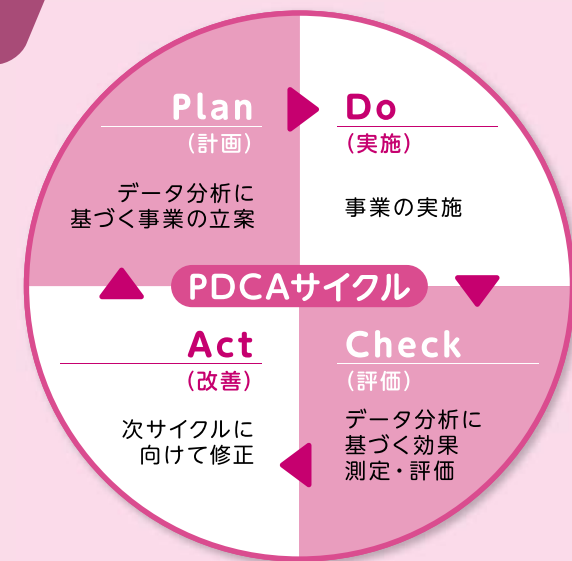 Plan
(計画)
データ分析に
基づく事業の立案
Do
(実施)
事業の実施
PDCAサイクル
Act
(改善)
次サイクルに
向けて修正
Check
(評価)
データ分析に
基づく効果
測定・評価